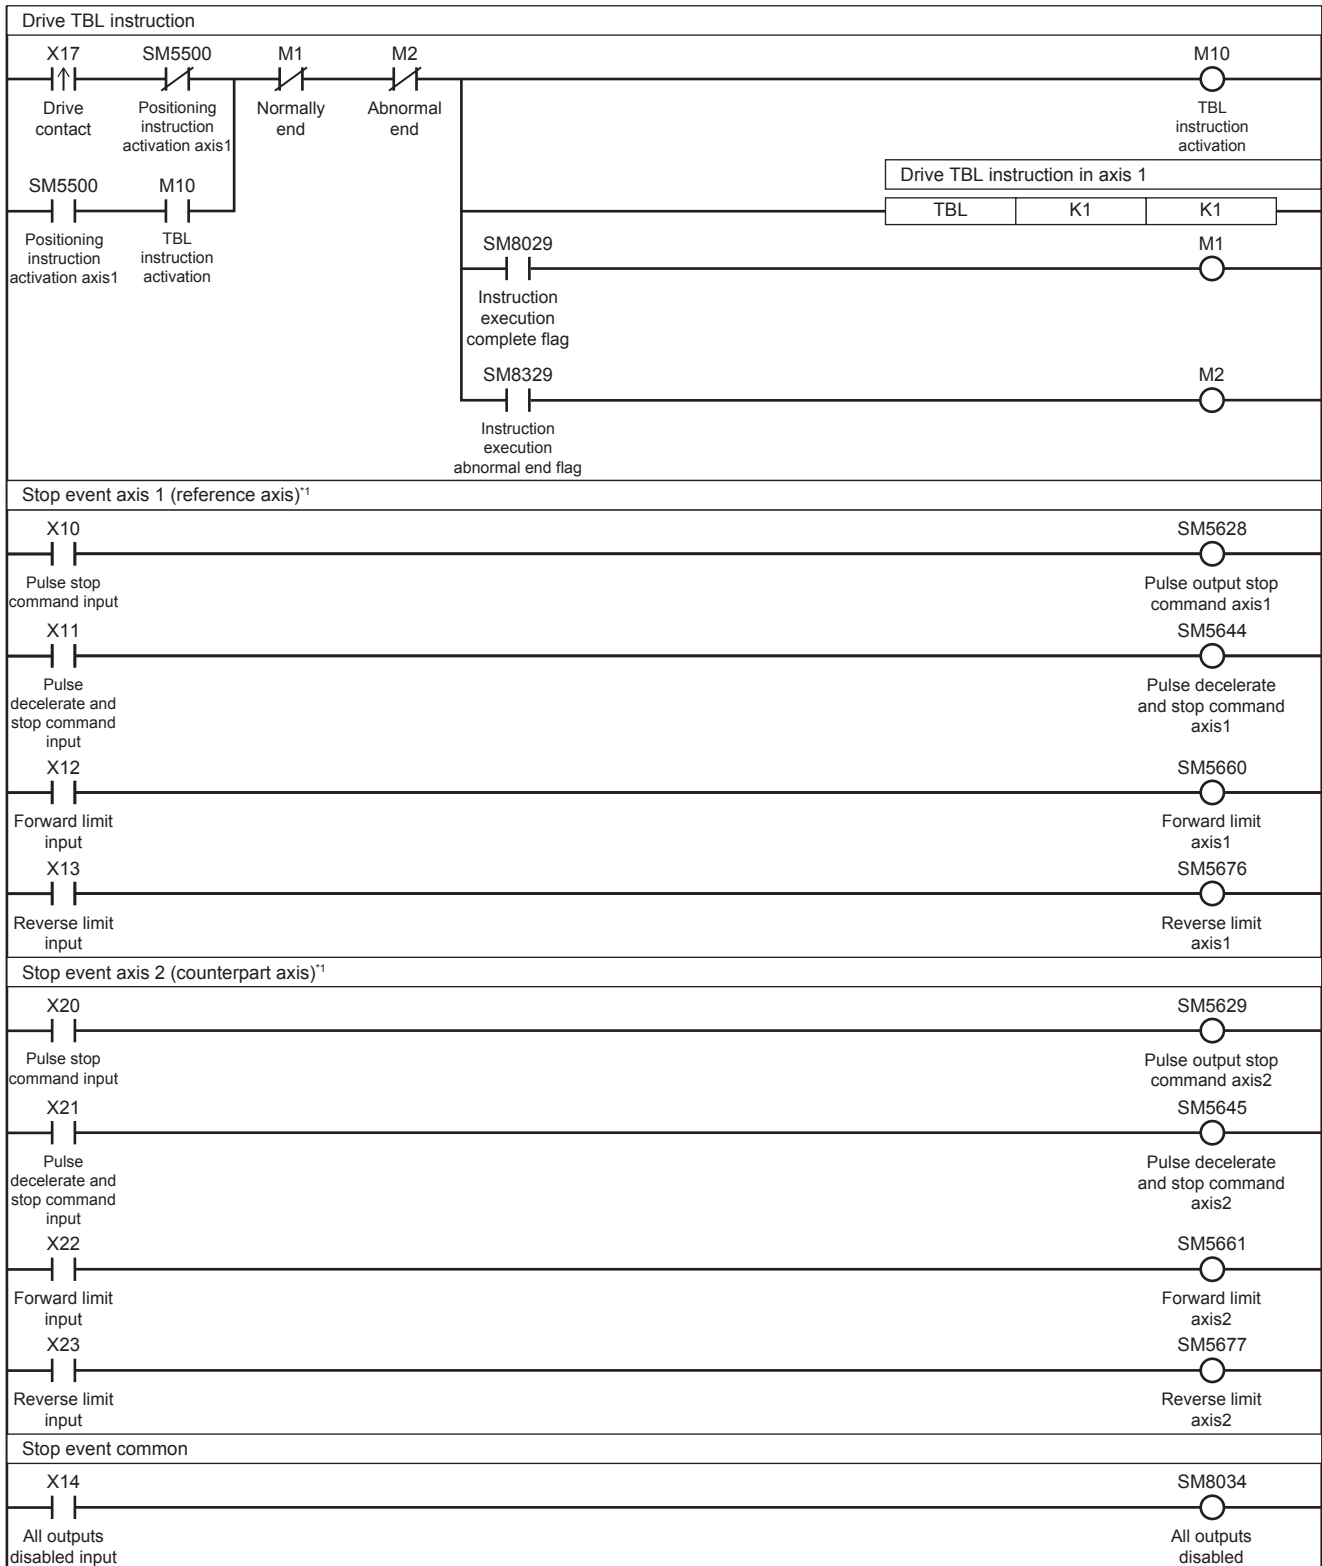 Drive TBL instruction
X17 SM5500 M1 M2 M10
Drive contact
Positioning instruction activation axis1
Normally end
Abnormal end
TBL instruction activation
Drive TBL instruction in axis 1
SM5500 M10
TBL K1 K1
Positioning instruction activation axis1
TBL instruction activation
SM8029 M1
Instruction execution complete flag
SM8329 M2
Instruction execution abnormal end flag
Stop event axis 1 (reference axis)*1
X10 SM5628
Pulse stop command input
Pulse output stop command axis1
X11 SM5644
Pulse decelerate and stop command input
Pulse decelerate and stop command axis1
X12 SM5660
Forward limit input
Forward limit axis1
X13 SM5676
Reverse limit input
Reverse limit axis1
Stop event axis 2 (counterpart axis)*1
X20 SM5629
Pulse stop command input
Pulse output stop command axis2
X21 SM5645
Pulse decelerate and stop command input
Pulse decelerate and stop command axis2
X22 SM5661
Forward limit input
Forward limit axis2
X23 SM5677
Reverse limit input
Reverse limit axis2
Stop event common
X14 SM8034
All outputs disabled input
All outputs disabled